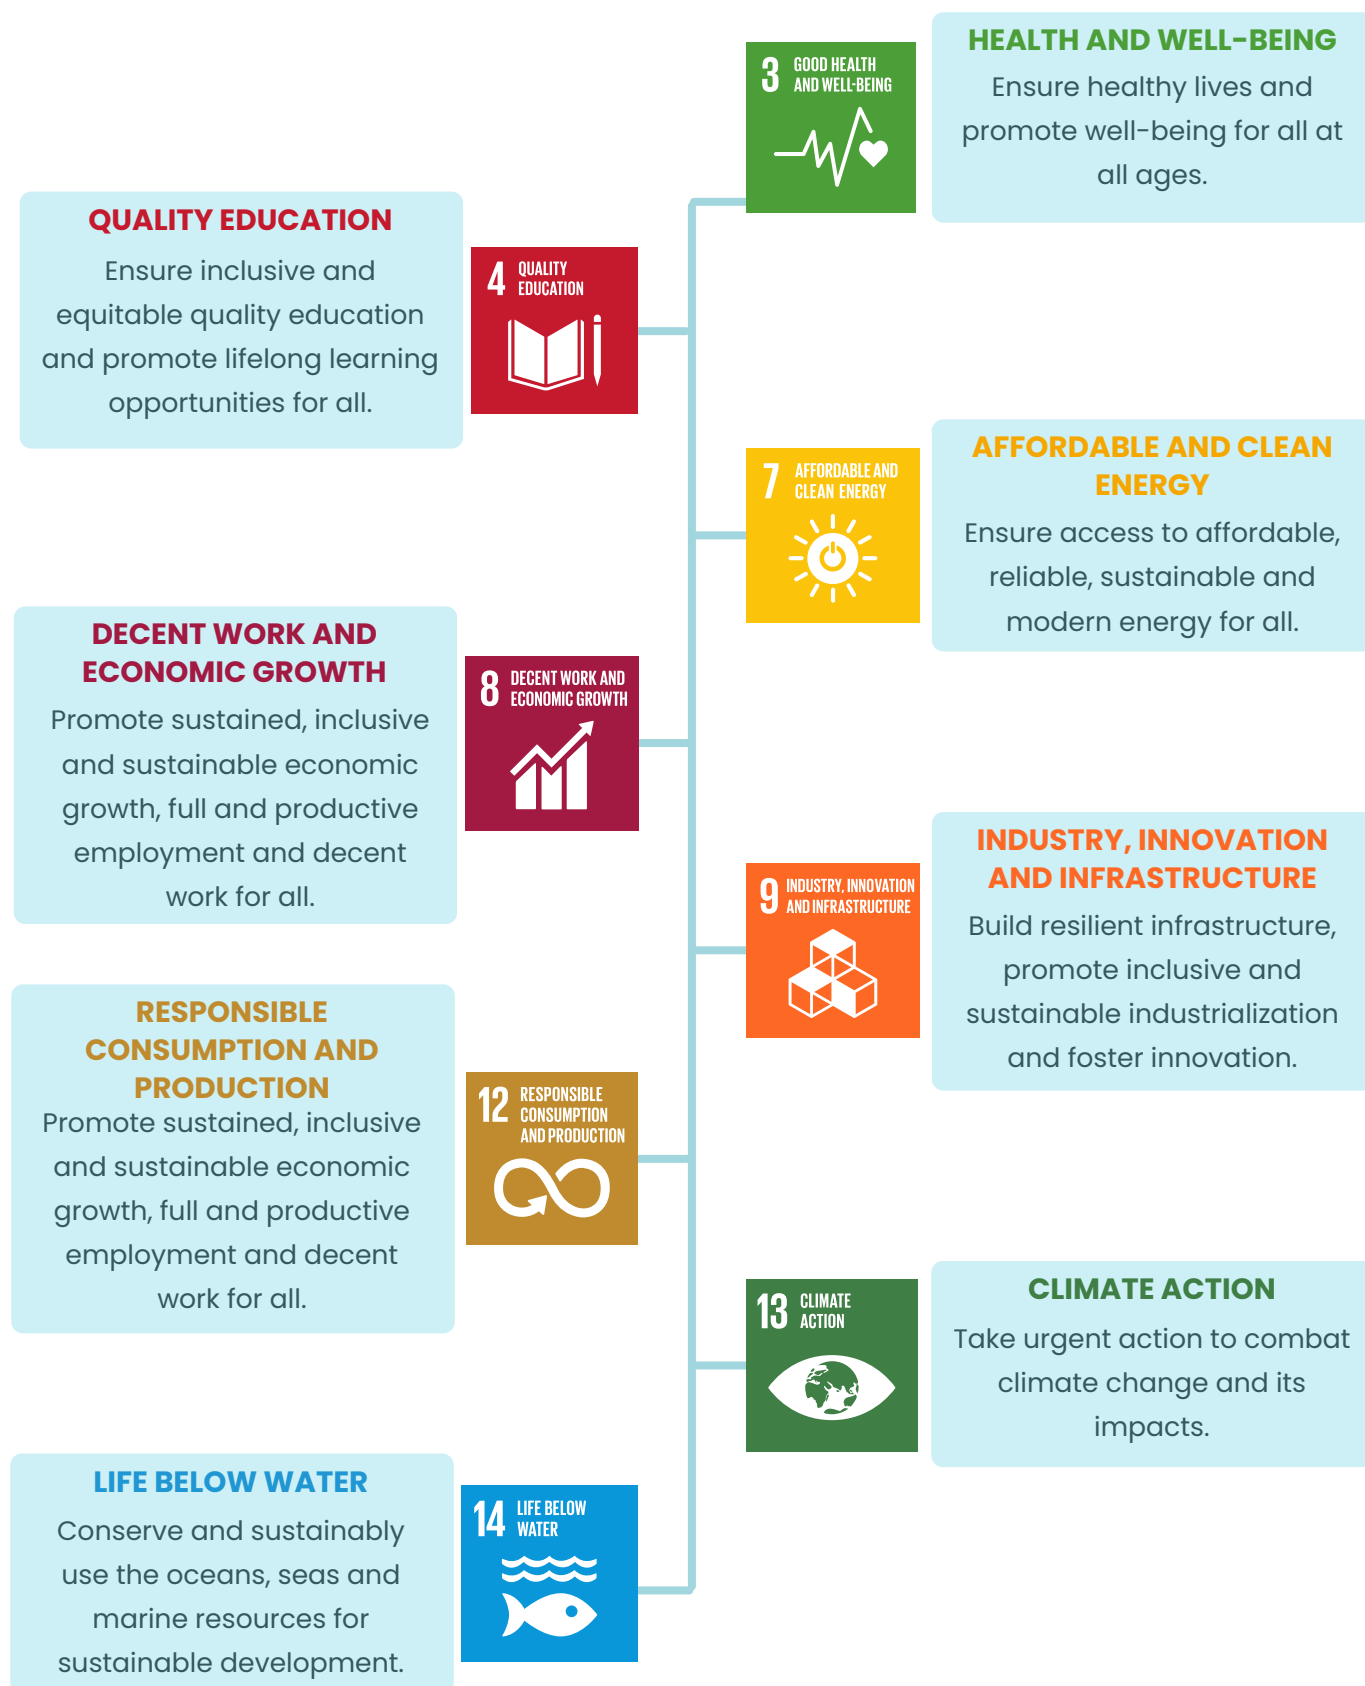 HEALTH AND WELL-BEING
Ensure healthy lives and
promote well-being for all at
all ages.
3 GOOD HEALTH
AND WELL-BEING
QUALITY EDUCATION
Ensure inclusive and
equitable quality education
and promote lifelong learning
opportunities for all.
4 QUALITY
EDUCATION
AFFORDABLE AND CLEAN
ENERGY
Ensure access to affordable,
reliable, sustainable and
modern energy for all.
7 AFFORDABLE AND
CLEAN ENERGY
DECENT WORK AND
ECONOMIC GROWTH
Promote sustained, inclusive
and sustainable economic
growth, full and productive
employment and decent
work for all.
8 DECENT WORK AND
ECONOMIC GROWTH
INDUSTRY, INNOVATION
AND INFRASTRUCTURE
Build resilient infrastructure,
promote inclusive and
sustainable industrialization
and foster innovation.
9 INDUSTRY, INNOVATION
AND INFRASTRUCTURE
RESPONSIBLE
CONSUMPTION AND
PRODUCTION
Promote sustained, inclusive
and sustainable economic
growth, full and productive
employment and decent
work for all.
12 RESPONSIBLE
CONSUMPTION
AND PRODUCTION
CLIMATE ACTION
Take urgent action to combat
climate change and its
impacts.
13 CLIMATE
ACTION
LIFE BELOW WATER
Conserve and sustainably
use the oceans, seas and
marine resources for
sustainable development.
14 LIFE BELOW
WATER